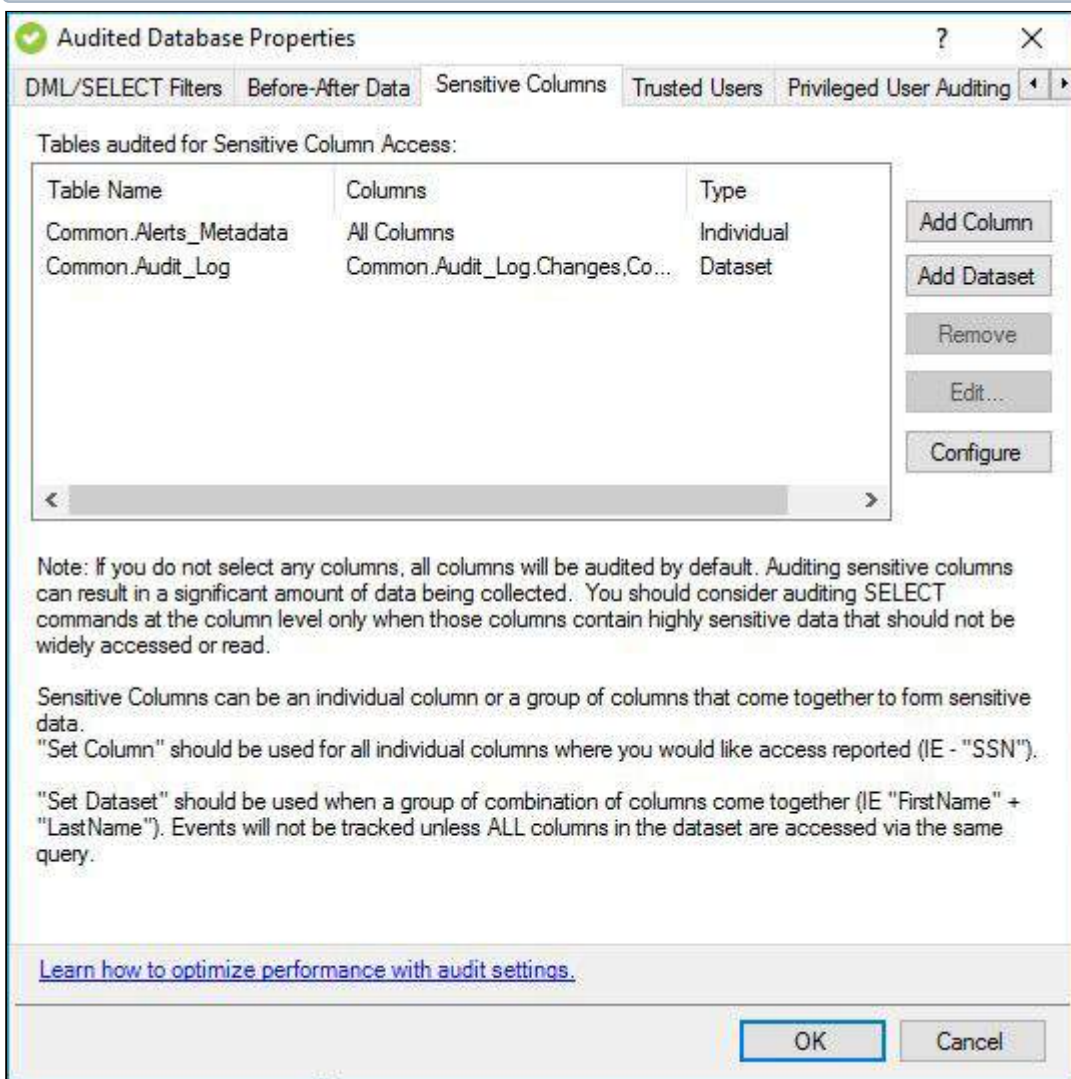 Audited Database Properties
?
DML/SELECT Filters Before-After Data Sensitive Columns Trusted Users Privileged User Auditing
Tables audited for Sensitive Column Access:
Table Name Columns Type
Common.Alerts_Metadata All Columns Individual
Common.Audit_Log Common.Audit_Log.Changes,Co... Dataset
Add Column
Add Dataset
Remove
Edit...
Configure
Note: If you do not select any columns, all columns will be audited by default. Auditing sensitive columns
can result in a significant amount of data being collected. You should consider auditing SELECT
commands at the column level only when those columns contain highly sensitive data that should not be
widely accessed or read.
Sensitive Columns can be an individual column or a group of columns that come together to form sensitive
data.
"Set Column" should be used for all individual columns where you would like access reported (IE - "SSN").
"Set Dataset" should be used when a group of combination of columns come together (IE "FirstName" +
"LastName"). Events will not be tracked unless ALL columns in the dataset are accessed via the same
query.
Learn how to optimize performance with audit settings.
OK Cancel